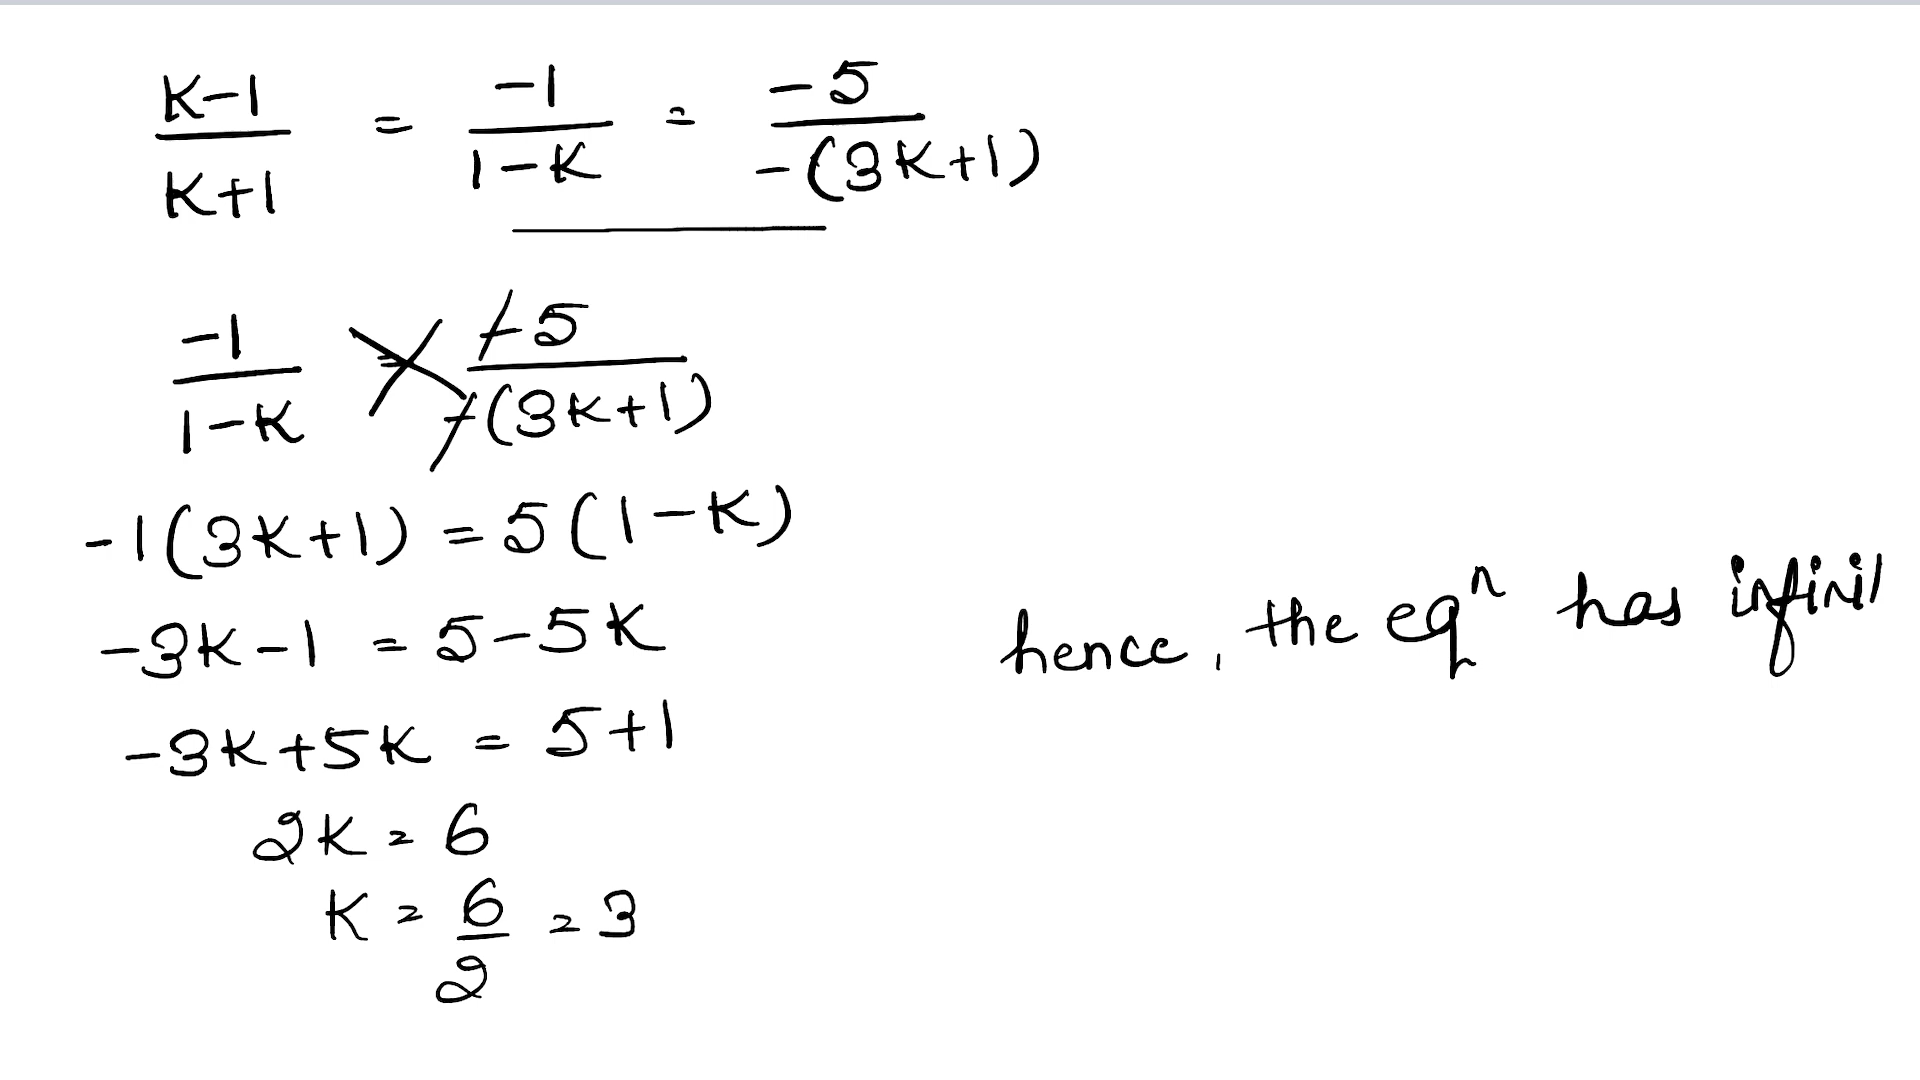 K-1/K+1 = -1/1-K = -5/-(3K+1)
-1/1-K = -5/-(3K+1)
-1(3K+1) = 5(1-K)
-3K-1 = 5-5K
-3K+5K = 5+1
2K = 6
K = 6/2 = 3
hence, the eqⁿ has infinit